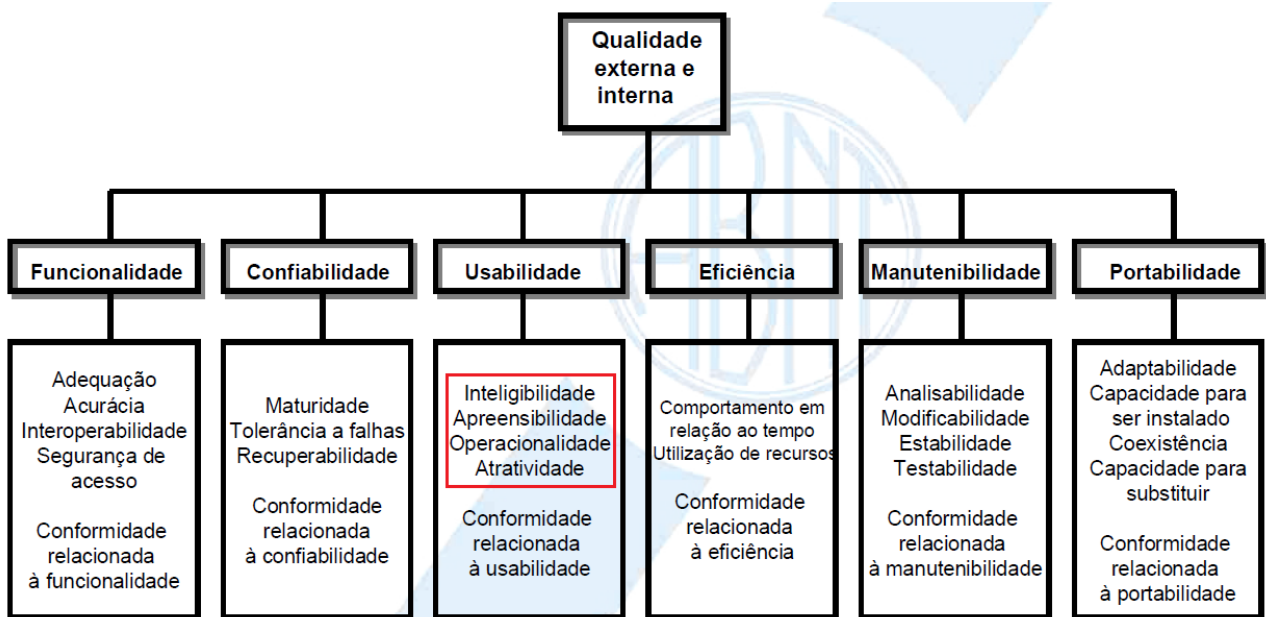 Qualidade
externa e
interna
Funcionalidade
Confiabilidade
Usabilidade
Eficiência
Manutenibilidade
Portabilidade
Adequação
Acurácia
Interoperabilidade
Segurança de
acesso
Conformidade
relacionada
à funcionalidade
Maturidade
Tolerância a falhas
Recuperabilidade
Conformidade
relacionada
à confiabilidade
Inteligibilidade
Apreensibilidade
Operacionalidade
Atratividade
Conformidade
relacionada
à usabilidade
Comportamento em
relação ao tempo
Utilização de recursos
Conformidade
relacionada
à eficiência
Analisabilidade
Modificabilidade
Estabilidade
Testabilidade
Conformidade
relacionada
à manutenibilidade
Adaptabilidade
Capacidade para
ser instalado
Coexistência
Capacidade para
substituir
Conformidade
relacionada
à portabilidade
ABNT